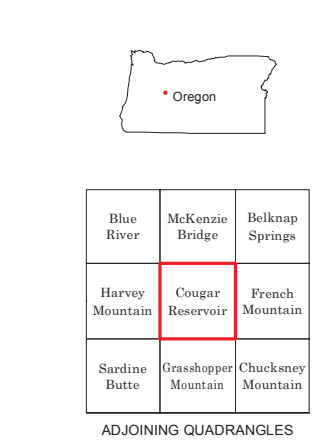 Oregon
Blue
River
McKenzie
Bridge
Belknap
Springs
Harvey
Mountain
Cougar
Reservoir
French
Mountain
Sardine
Butte
Grasshopper
Mountain
Chucksney
Mountain
ADJOINING QUADRANGLES